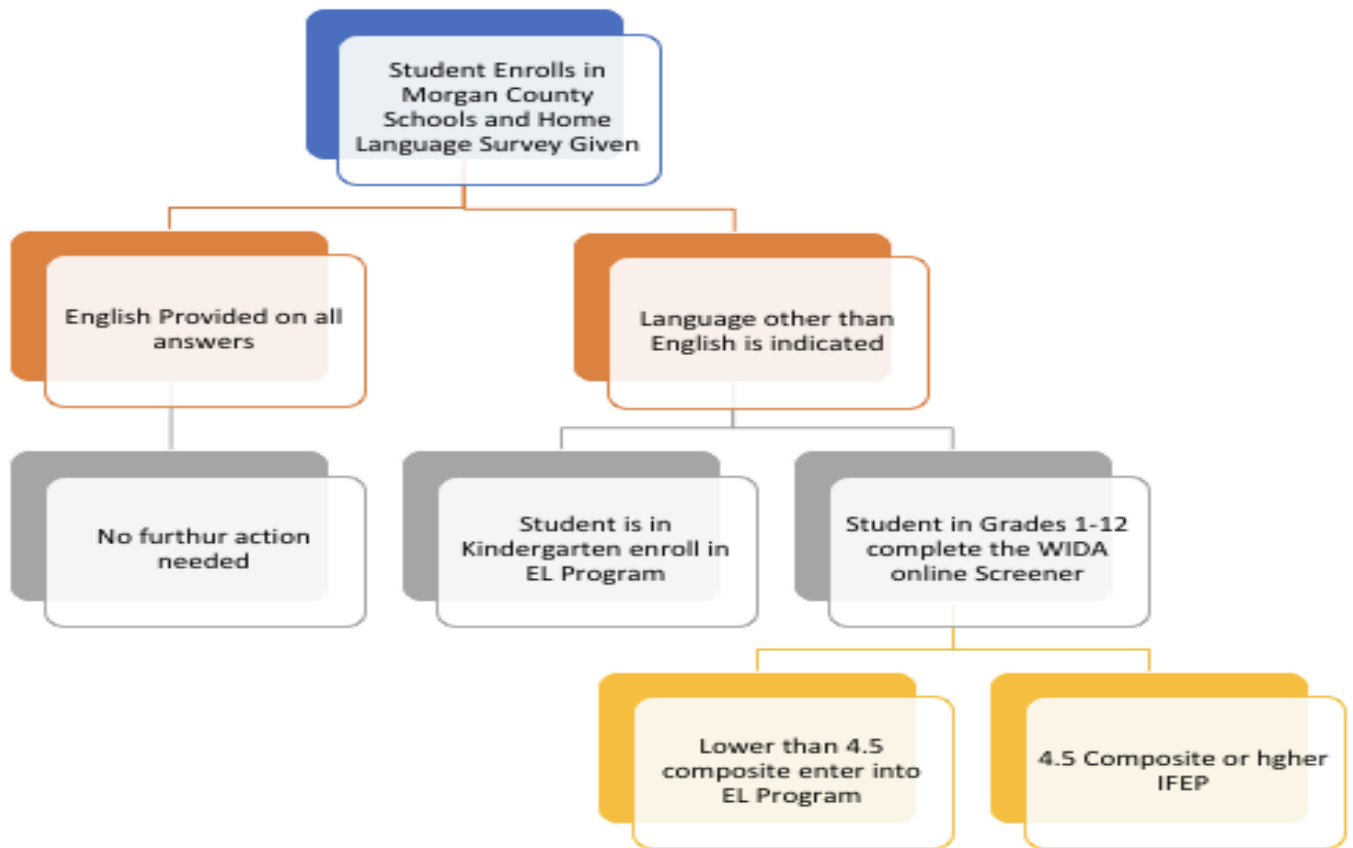 Student Enrolls in
Morgan County
Schools and Home
Language Survey Given
English Provided on all
answers
Language other than
English is indicated
No furthur action
needed
Student is in
Kindergarten enroll in
EL Program
Student in Grades 1-12
complete the WIDA
online Screener
Lower than 4.5
composite enter into
EL Program
4.5 Composite or hgher
IFEP